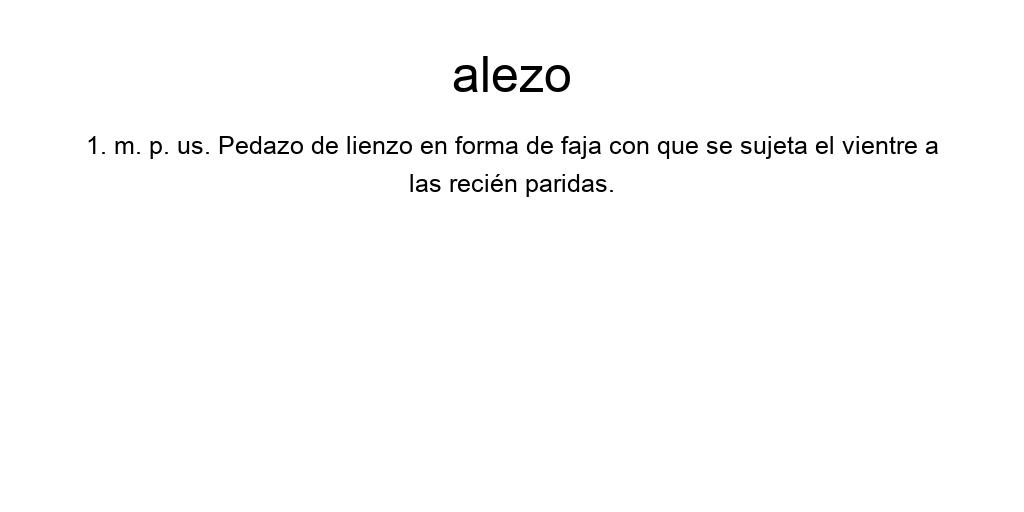 alezo
1. m. p. us. Pedazo de lienzo en forma de faja con que se sujeta el vientre a
las recién paridas.